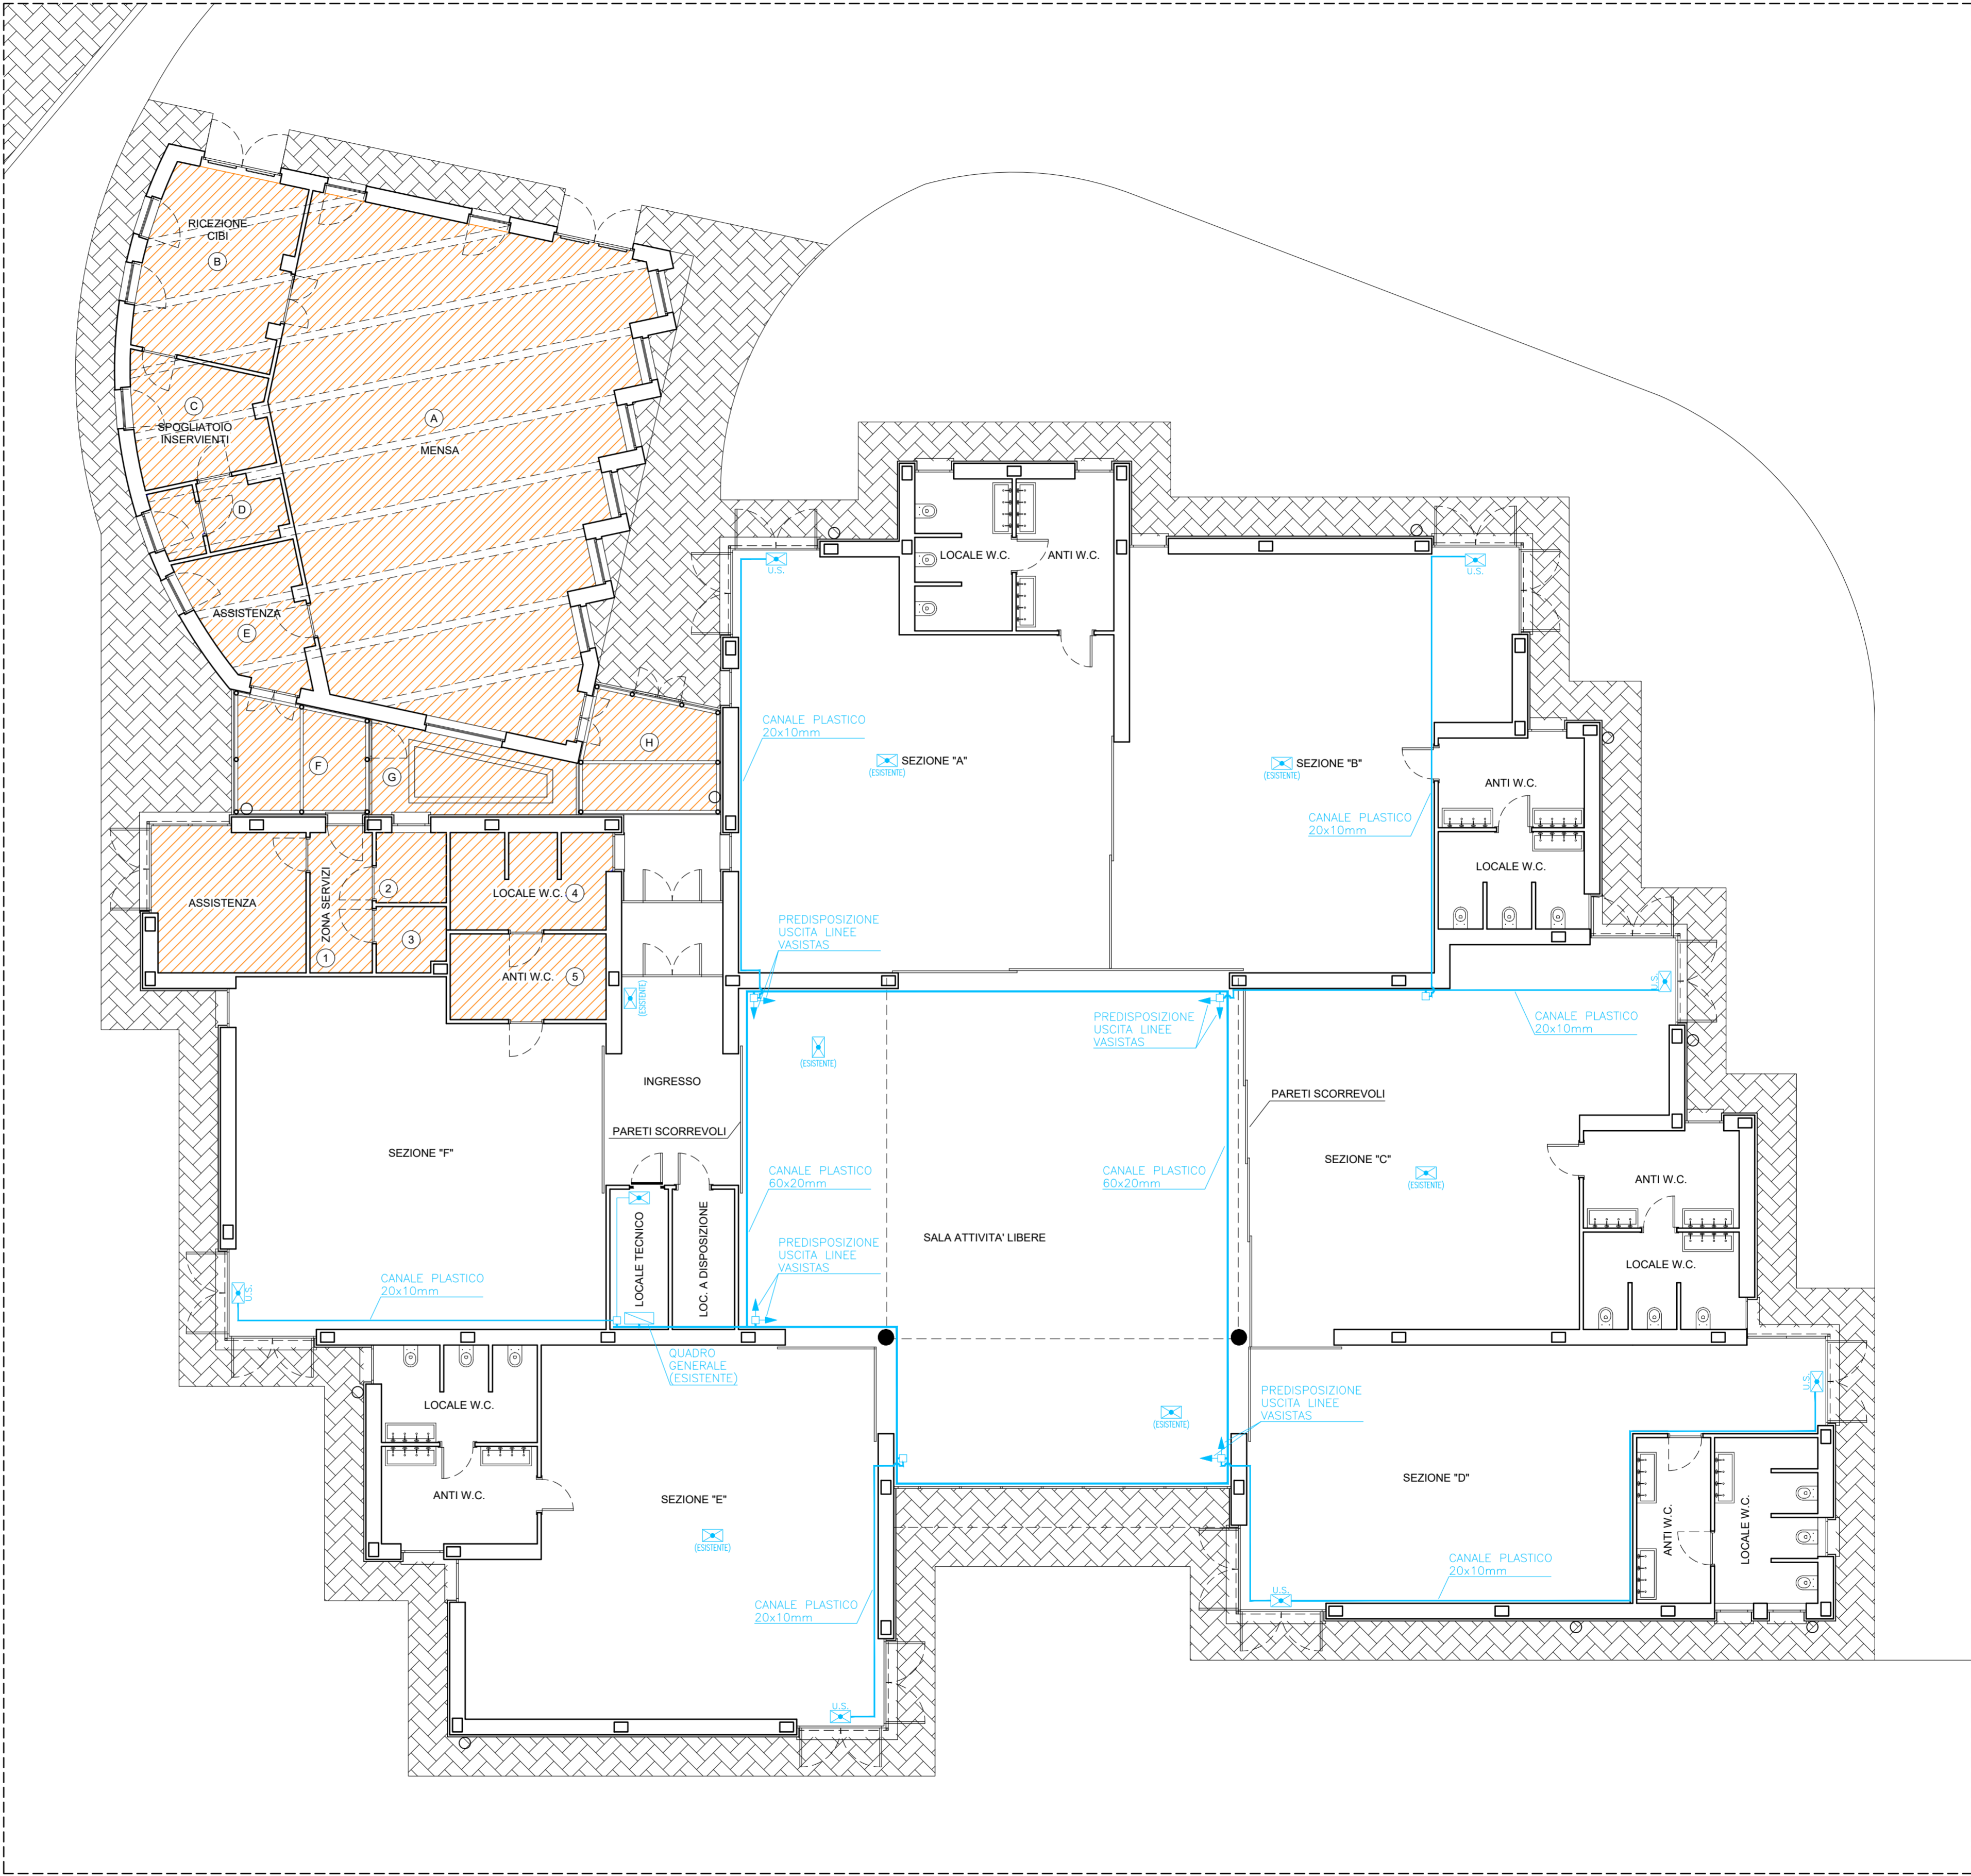 RICEZIONE
CIBI
B
C
SPOGLIATOIO
INSERVIENTI
A
MENSA
D
ASSISTENZA
E
F
G
H
ASSISTENZA
ZONA SERVIZI
1
2
3
LOCALE W.C. 4
ANTI W.C. 5
U.S.
LOCALE W.C.
ANTI W.C.
U.S.
CANALE PLASTICO
20x10mm
SEZIONE "A"
(ESISTENTE)
SEZIONE "B"
(ESISTENTE)
CANALE PLASTICO
20x10mm
ANTI W.C.
LOCALE W.C.
PREDISPOSIZIONE
USCITA LINEE
VASISTAS
(ESISTENTE)
(ESISTENTE)
PREDISPOSIZIONE
USCITA LINEE
VASISTAS
U.S.
CANALE PLASTICO
20x10mm
INGRESSO
PARETI SCORREVOLI
PARETI SCORREVOLI
SEZIONE "F"
CANALE PLASTICO
60x20mm
CANALE PLASTICO
60x20mm
SEZIONE "C"
(ESISTENTE)
ANTI W.C.
LOCALE W.C.
LOCALE TECNICO
LOC. A DISPOSIZIONE
SALA ATTIVITA' LIBERE
PREDISPOSIZIONE
USCITA LINEE
VASISTAS
U.S.
CANALE PLASTICO
20x10mm
QUADRO
GENERALE
(ESISTENTE)
LOCALE W.C.
ANTI W.C.
SEZIONE "E"
(ESISTENTE)
(ESISTENTE)
PREDISPOSIZIONE
USCITA LINEE
VASISTAS
U.S.
SEZIONE "D"
ANTI W.C.
LOCALE W.C.
CANALE PLASTICO
20x10mm
U.S.
CANALE PLASTICO
20x10mm
U.S.